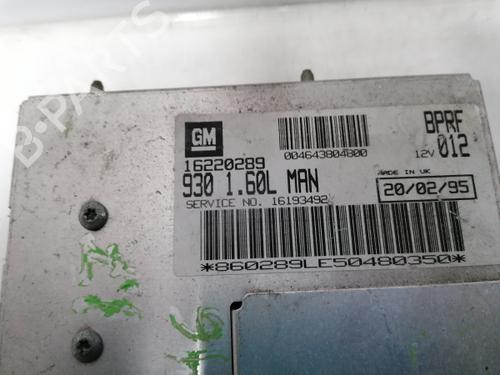 GM
BPRF
16220289
004643804800
12V 012
930 1.60L MAN
MADE IN UK
SERVICE NO. 16193492
20/02/95
*860289LE50480350*
B-PARTS